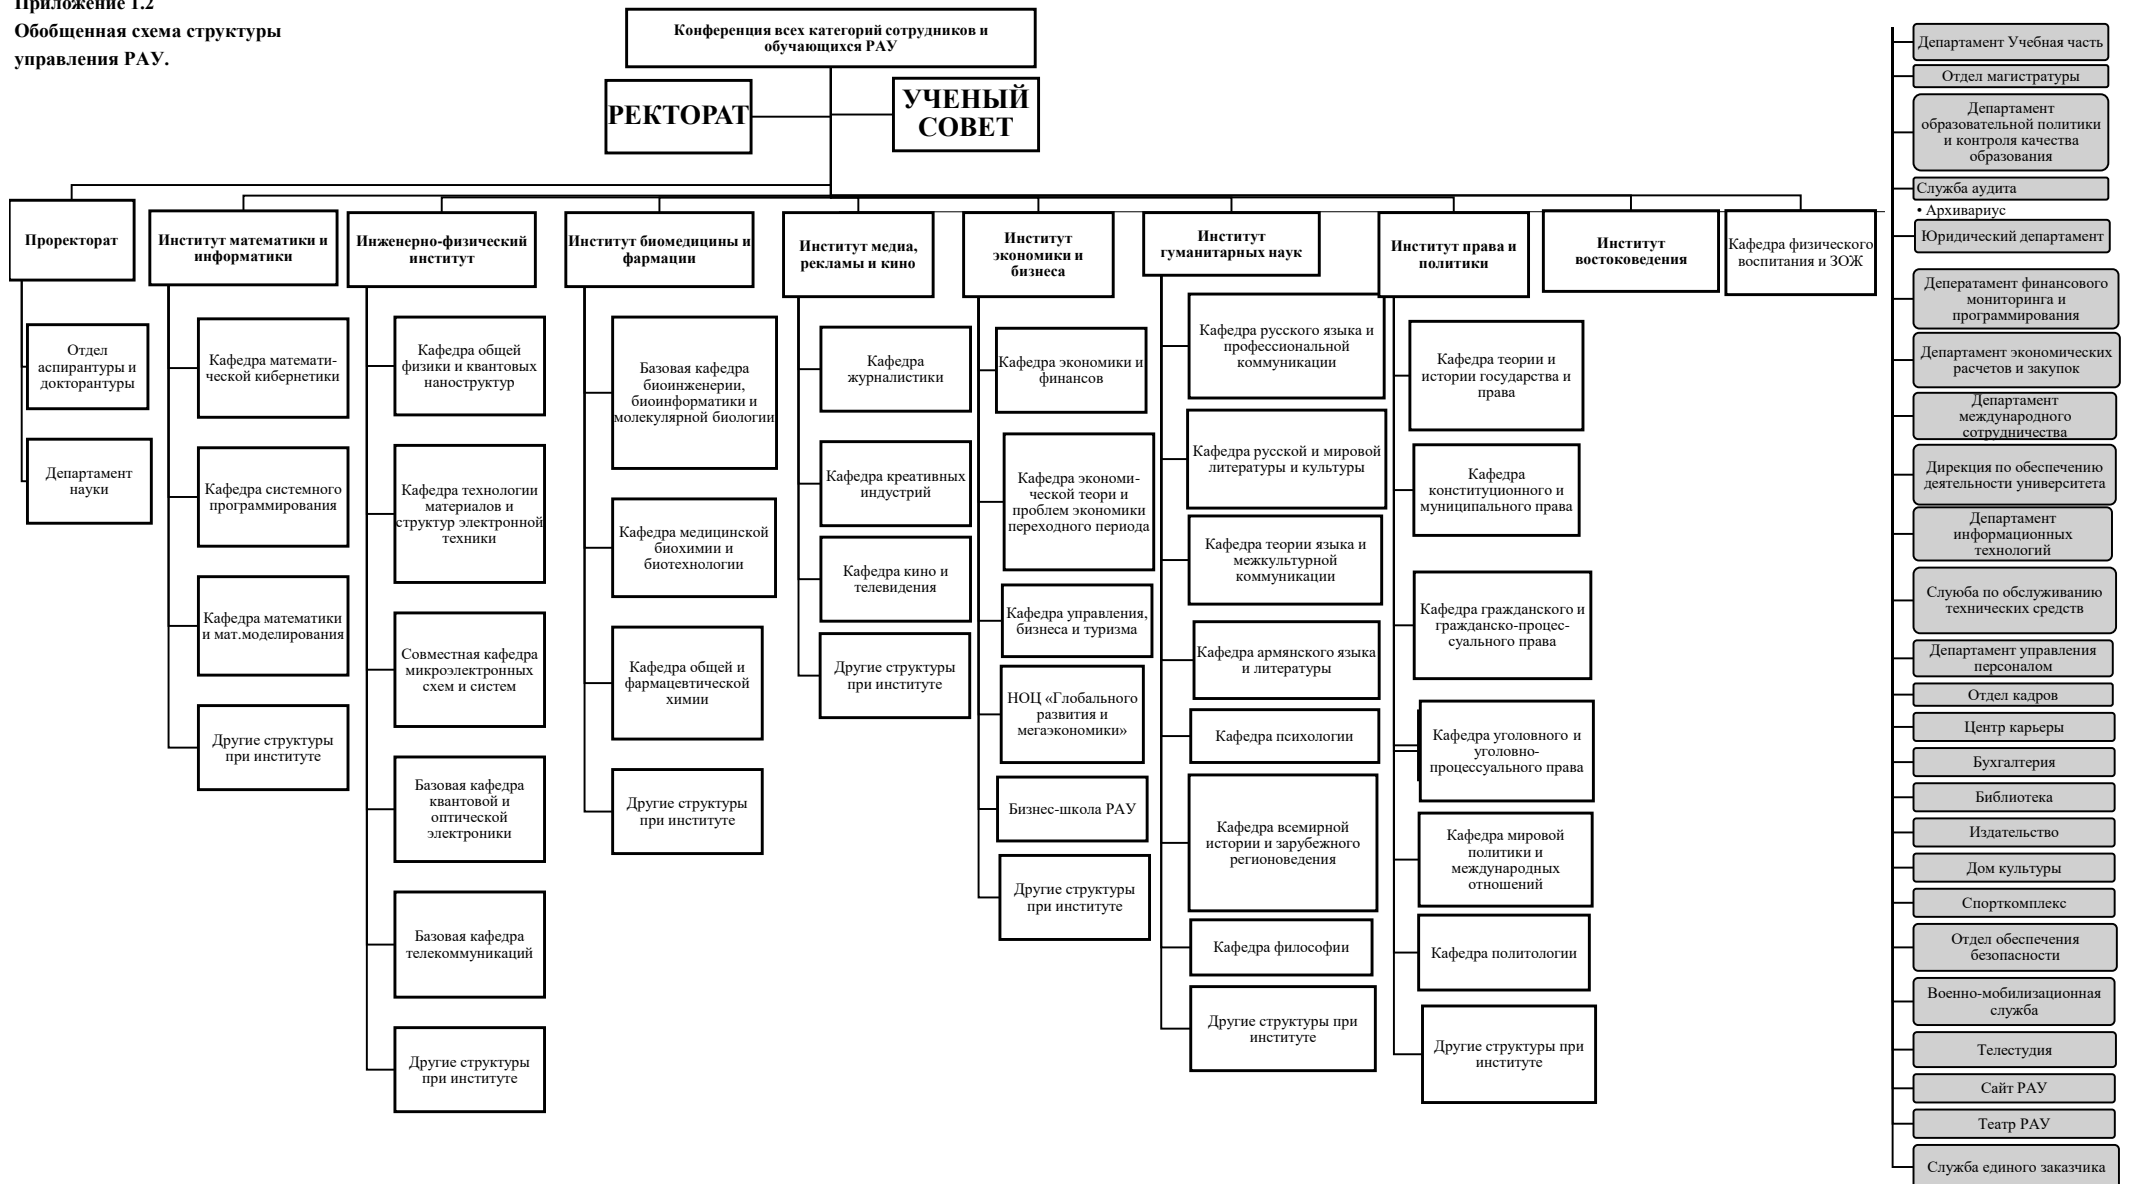 Приложение 1.2
Обобщенная схема структуры
управления РАУ.
Конференция всех категорий сотрудников и
обучающихся РАУ
РЕКТОРАТ
УЧЕНЫЙ
СОВЕТ
Проректорат
Отдел
аспирантуры и
докторантуры
Департамент
науки
Институт математики и
информатики
Кафедра математи-
ческой кибернетики
Кафедра системного
программирования
Кафедра математики
и мат.моделирования
Другие структуры
при институте
Инженерно-физический
институт
Кафедра общей
физики и квантовых
наноструктур
Кафедра технологии
материалов и
структур электронной
техники
Совместная кафедра
микроэлектронных
схем и систем
Базовая кафедра
квантовой и
оптической
электроники
Базовая кафедра
телекоммуникаций
Другие структуры
при институте
Институт биомедицины и
фармации
Базовая кафедра
биоинженерии,
биоинформатики и
молекулярной биологии
Кафедра медицинской
биохимии и
биотехнологии
Кафедра общей и
фармацевтической
химии
Другие структуры
при институте
Институт медиа,
рекламы и кино
Кафедра
журналистики
Кафедра креативных
индустрий
Кафедра кино и
телевидения
Другие структуры
при институте
Институт
экономики и
бизнеса
Кафедра экономики и
финансов
Кафедра экономи-
ческой теори и
проблем экономики
переходного периода
Кафедра управления,
бизнеса и туризма
НОЦ «Глобального
развития и
мегаэкономики»
Бизнес-школа РАУ
Другие структуры
при институте
Институт
гуманитарных наук
Кафедра русского языка и
профессиональной
коммуникации
Кафедра русской и мировой
литературы и культуры
Кафедра теории языка и
межкультурной
коммуникации
Кафедра армянского языка
и литературы
Кафедра психологии
Кафедра всемирной
истории и зарубежного
регионоведения
Кафедра философии
Другие структуры при
институте
Институт права и
политики
Кафедра теории и
истории государства и
права
Кафедра
конституционного и
муниципального права
Кафедра гражданского и
гражданско-процес-
суального права
Кафедра уголовного и
уголовно-
процессуального права
Кафедра мировой
политики и
международных
отношений
Кафедра политологии
Другие структуры при
институте
Институт
востоковедения
Кафедра физического
воспитания и ЗОЖ
Департамент Учебная часть
Отдел магистратуры
Департамент
образовательной политики
и контроля качества
образования
Служба аудита
• Архивариус
Юридический департамент
Деператамент финансового
мониторинга и
программирования
Департамент экономических
расчетов и закупок
Департамент
международного
сотрудничества
Дирекция по обеспечению
деятельности университета
Департамент
информационных
технологий
Слуюба по обслуживанию
технических средств
Департамент управления
персоналом
Отдел кадров
Центр карьеры
Бухгалтерия
Библиотека
Издательство
Дом культуры
Спорткомплекс
Отдел обеспечения
безопасности
Военно-мобилизационная
служба
Телестудия
Сайт РАУ
Театр РАУ
Служба единого заказчика